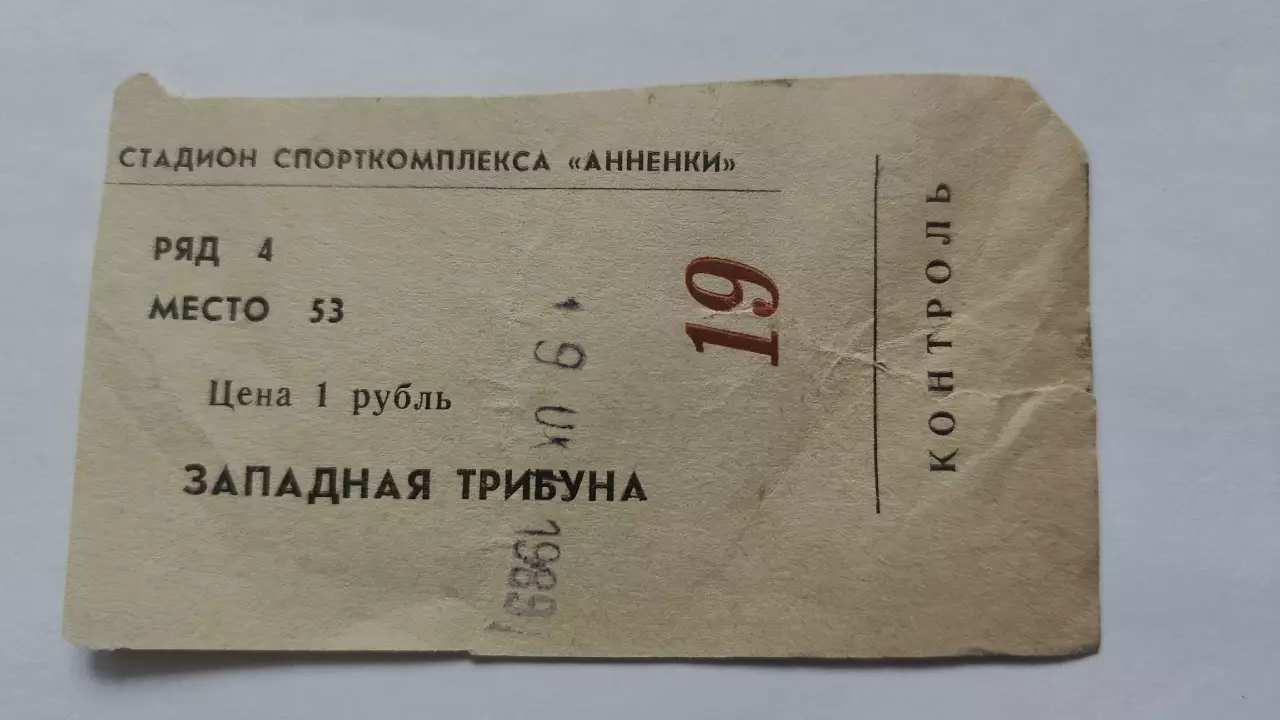 СТАДИОН СПОРТКОМПЛЕКСА «АННЕНКИ»
РЯД 4
МЕСТО 53
Цена 1 рубль
ЗАПАДНАЯ ТРИБУНА
19
КОНТРОЛЬ